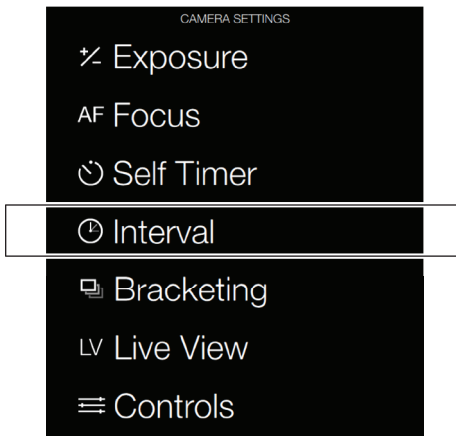 CAMERA SETTINGS
+/- Exposure
AF Focus
Self Timer
Interval
Bracketing
LV Live View
Controls